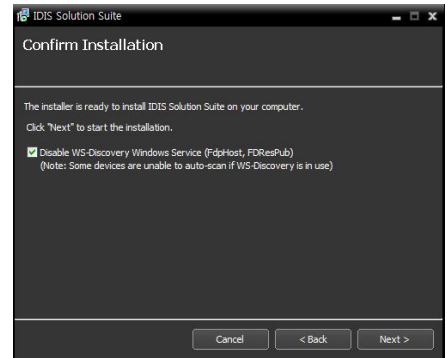 IDIS Solution Suite
Confirm Installation
The installer is ready to install IDIS Solution Suite on your computer.
Click "Next" to start the installation.
Disable WS-Discovery Windows Service (FdpHost, FDResPub)
(Note: Some devices are unable to auto-scan if WS-Discovery is in use)
Cancel
< Back
Next >